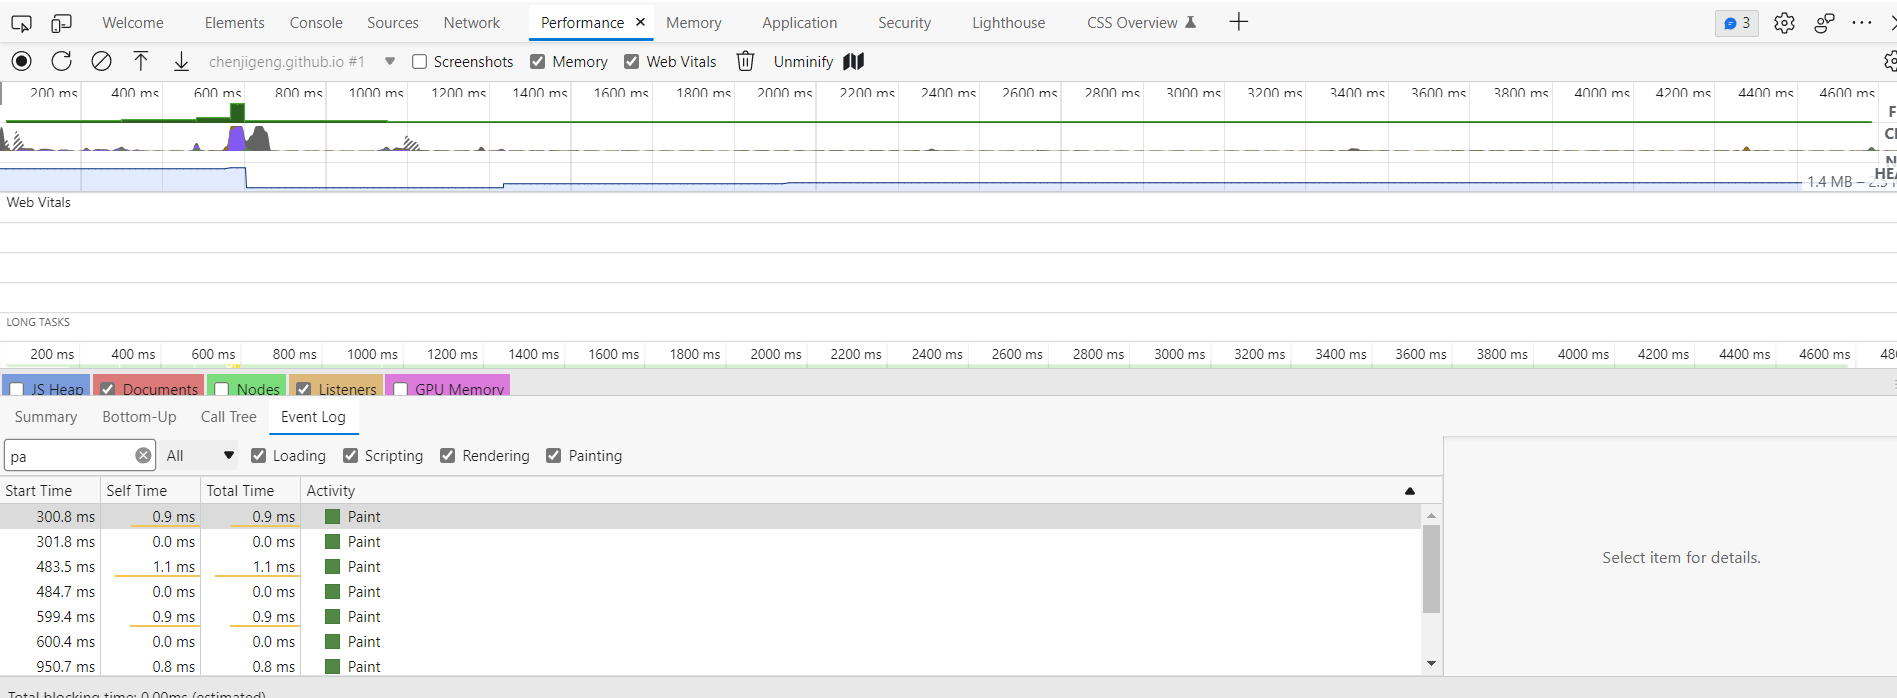 Welcome Elements Console Sources Network Performance × Memory Application Security Lighthouse CSS Overview + 3
chenjigeng.github.io #1 Screenshots Memory Web Vitals Unminify
200 ms 400 ms 600 ms 800 ms 1000 ms 1200 ms 1400 ms 1600 ms 1800 ms 2000 ms 2200 ms 2400 ms 2600 ms 2800 ms 3000 ms 3200 ms 3400 ms 3600 ms 3800 ms 4000 ms 4200 ms 4400 ms 4600 ms
F
N
HEA
1.4 MB –
Web Vitals
LONG TASKS
200 ms 400 ms 600 ms 800 ms 1000 ms 1200 ms 1400 ms 1600 ms 1800 ms 2000 ms 2200 ms 2400 ms 2600 ms 2800 ms 3000 ms 3200 ms 3400 ms 3600 ms 3800 ms 4000 ms 4200 ms 4400 ms 4600 ms 480
JS Heap Documents Nodes Listeners GPU Memory
Summary Bottom-Up Call Tree Event Log
pa All Loading Scripting Rendering Painting
Start Time Self Time Total Time Activity
300.8 ms 0.9 ms 0.9 ms Paint
301.8 ms 0.0 ms 0.0 ms Paint
483.5 ms 1.1 ms 1.1 ms Paint
484.7 ms 0.0 ms 0.0 ms Paint
599.4 ms 0.9 ms 0.9 ms Paint
600.4 ms 0.0 ms 0.0 ms Paint
950.7 ms 0.8 ms 0.8 ms Paint
Select item for details.
Total blocking time: 0.00ms (estimated)